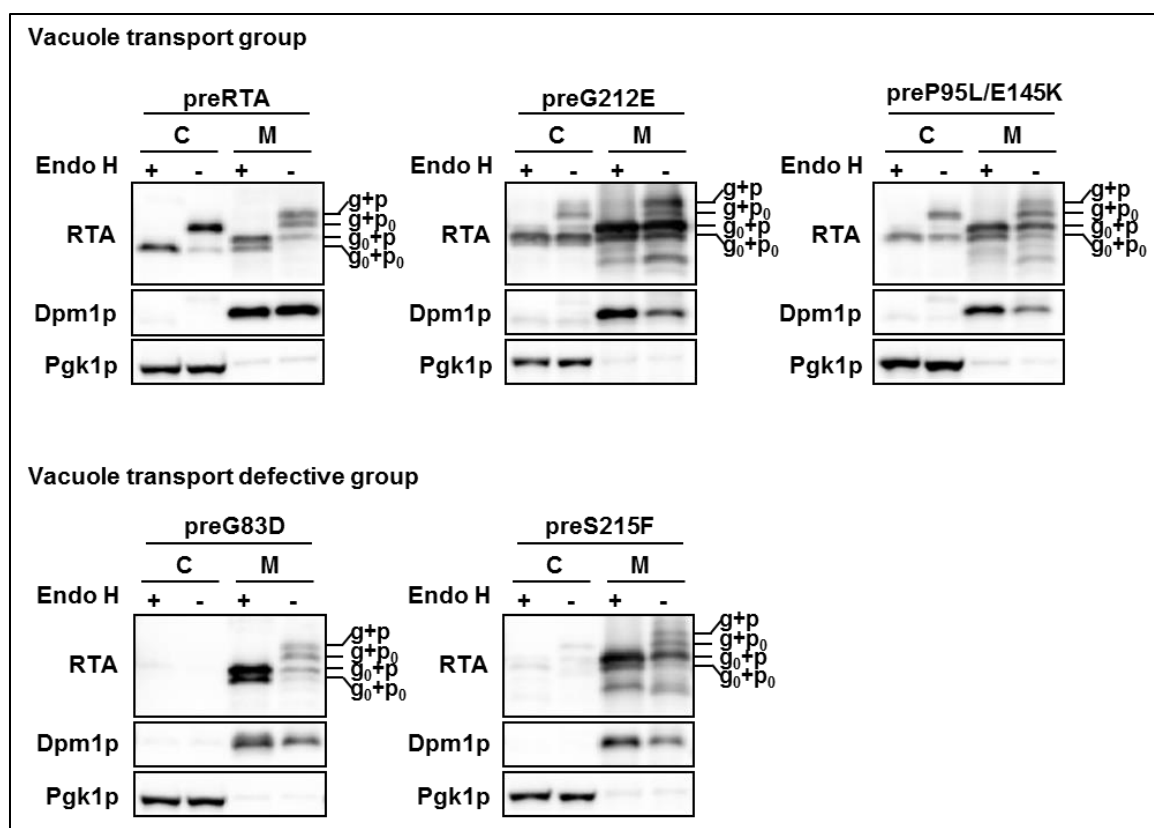 Vacuole transport group
preRTA preG212E preP95L/E145K
C M C M C M
Endo H + - + - Endo H + - + - Endo H + - + -
RTA g+p RTA g+p RTA g+p
g+p₀ g+p₀ g+p₀
g₀+p g₀+p g₀+p
g₀+p₀ g₀+p₀ g₀+p₀
Dpm1p Dpm1p Dpm1p
Pgk1p Pgk1p Pgk1p
Vacuole transport defective group
preG83D preS215F
C M C M
Endo H + - + - Endo H + - + -
RTA g+p RTA g+p
g+p₀ g+p₀
g₀+p g₀+p
g₀+p₀ g₀+p₀
Dpm1p Dpm1p
Pgk1p Pgk1p